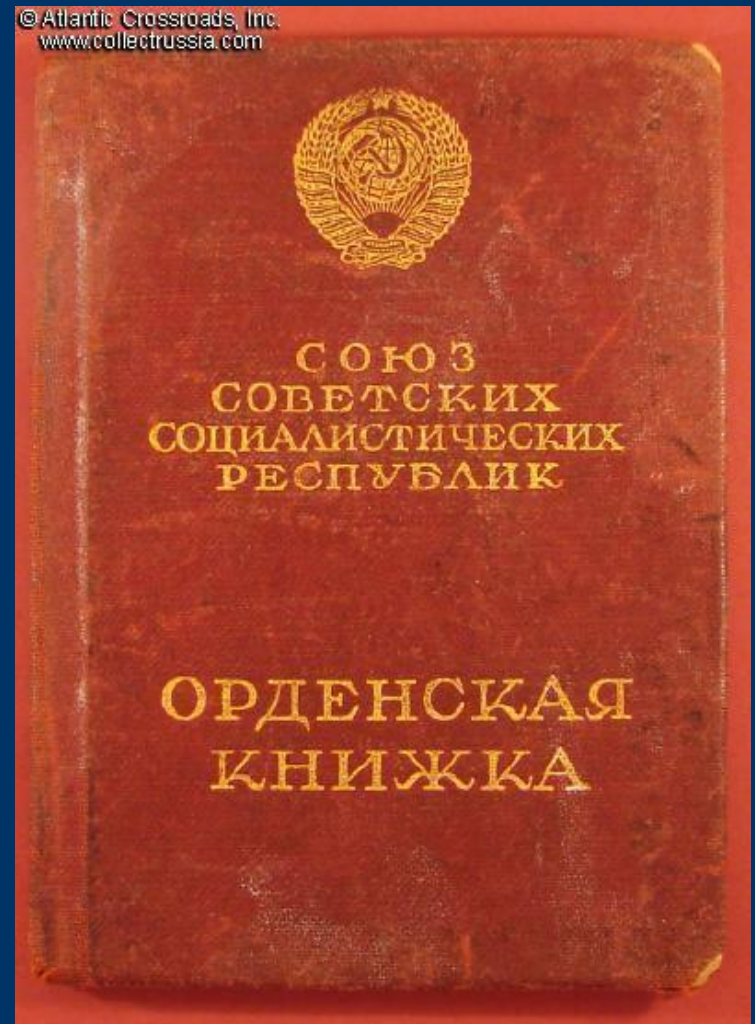 © Atlantic Crossroads, Inc.
www.collectrussia.com
СОЮЗ
СОВЕТСКИХ
СОЦИАЛИСТИЧЕСКИХ
РЕСПУБЛИК
ОРДЕНСКАЯ
КНИЖКА